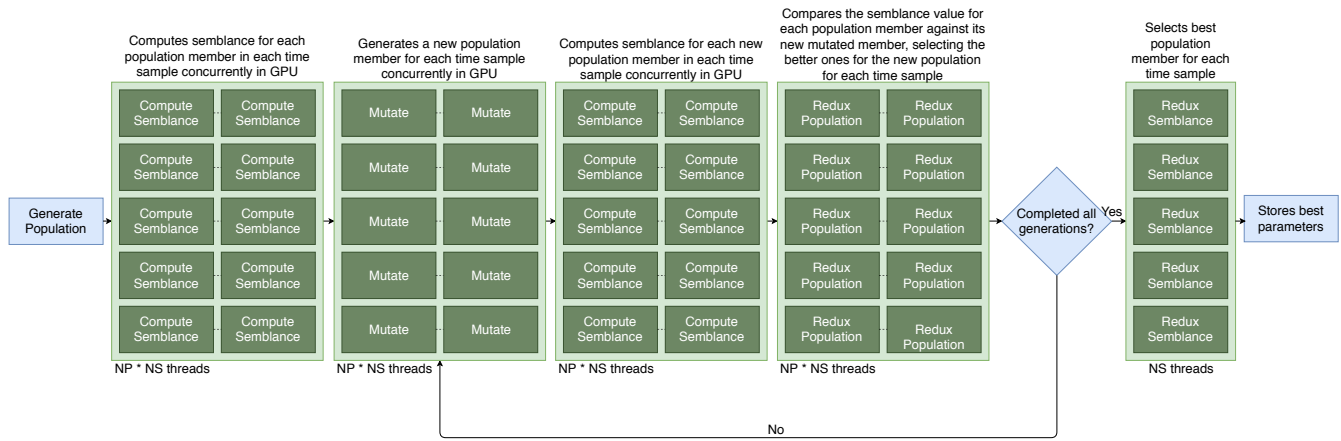 Generate
Population
Computes semblance for each
population member in each time
sample concurrently in GPU
Compute
Semblance
Compute
Semblance
Compute
Semblance
Compute
Semblance
Compute
Semblance
Compute
Semblance
Compute
Semblance
Compute
Semblance
Compute
Semblance
Compute
Semblance
NP * NS threads
Generates a new population
member for each time sample
concurrently in GPU
Mutate
Mutate
Mutate
Mutate
Mutate
Mutate
Mutate
Mutate
Mutate
Mutate
NP * NS threads
Computes semblance for each new
population member in each time
sample concurrently in GPU
Compute
Semblance
Compute
Semblance
Compute
Semblance
Compute
Semblance
Compute
Semblance
Compute
Semblance
Compute
Semblance
Compute
Semblance
Compute
Semblance
Compute
Semblance
NP * NS threads
Compares the semblance value for
each population member against its
new mutated member, selecting the
better ones for the new population
for each time sample
Redux
Population
Redux
Population
Redux
Population
Redux
Population
Redux
Population
Redux
Population
Redux
Population
Redux
Population
Redux
Population
Redux
Population
NP * NS threads
Completed all
generations?
Yes
No
Selects best
population
member for each
time sample
Redux
Semblance
Redux
Semblance
Redux
Semblance
Redux
Semblance
Redux
Semblance
NS threads
Stores best
parameters